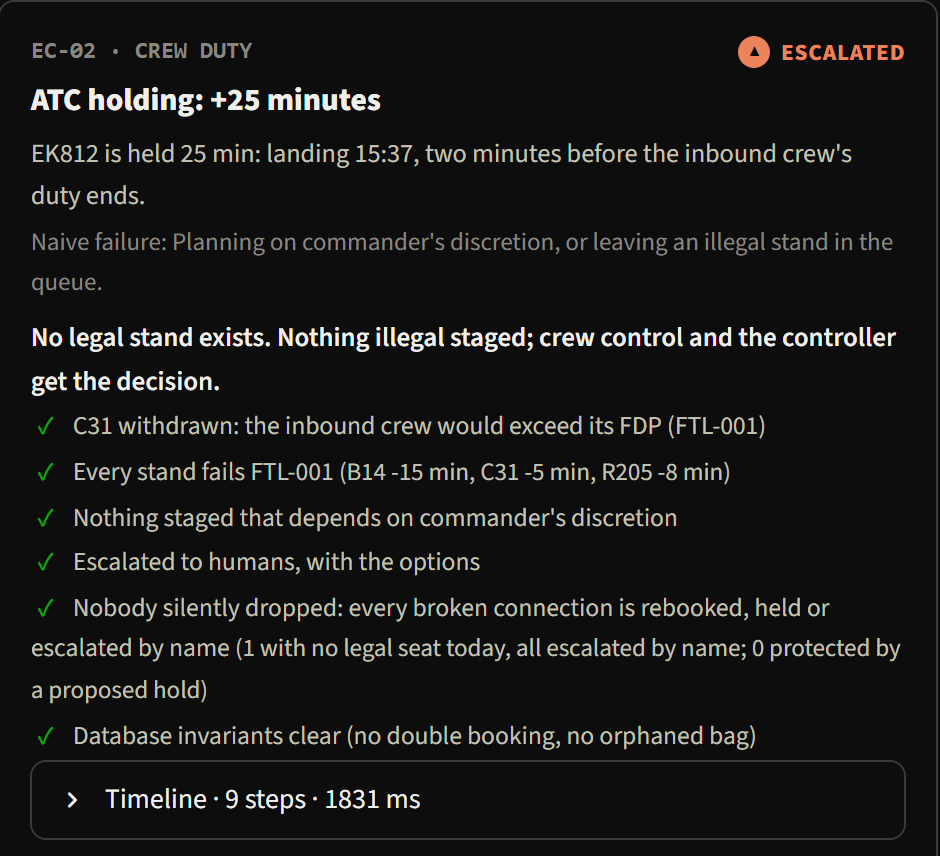 EC-02 · CREW DUTY
▲ ESCALATED
ATC holding: +25 minutes
EK812 is held 25 min: landing 15:37, two minutes before the inbound crew's
duty ends.
Naive failure: Planning on commander's discretion, or leaving an illegal stand in the
queue.
No legal stand exists. Nothing illegal staged; crew control and the controller
get the decision.
✓ C31 withdrawn: the inbound crew would exceed its FDP (FTL-001)
✓ Every stand fails FTL-001 (B14 -15 min, C31 -5 min, R205 -8 min)
✓ Nothing staged that depends on commander's discretion
✓ Escalated to humans, with the options
✓ Nobody silently dropped: every broken connection is rebooked, held or
escalated by name (1 with no legal seat today, all escalated by name; 0 protected by
a proposed hold)
✓ Database invariants clear (no double booking, no orphaned bag)
> Timeline · 9 steps · 1831 ms